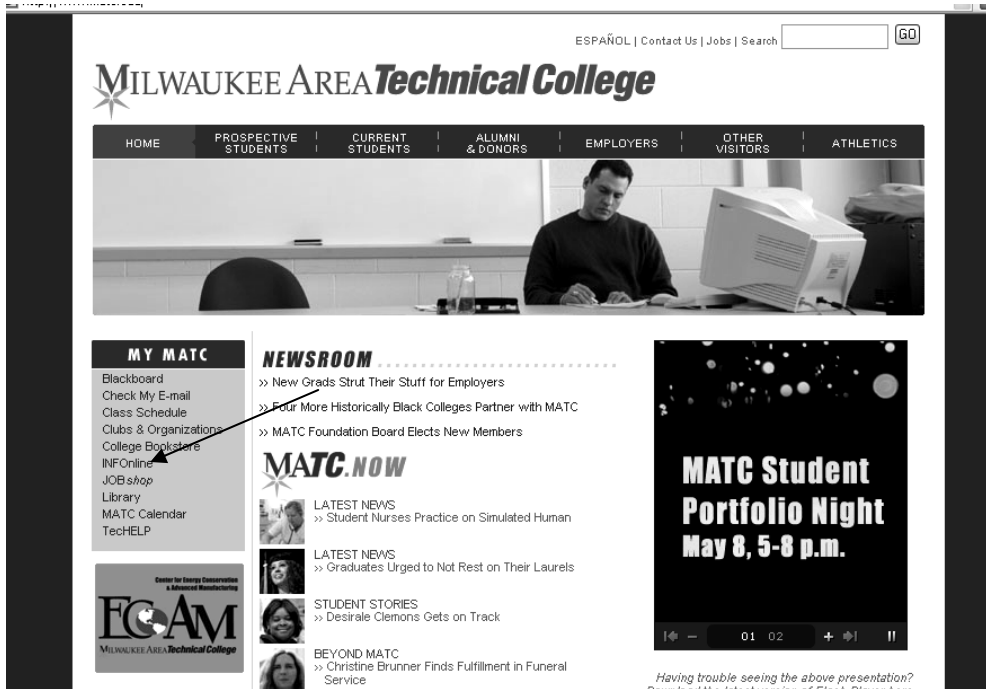 ESPAÑOL | Contact Us | Jobs | Search GO
MILWAUKEE AREA Technical College
HOME
PROSPECTIVE
STUDENTS
CURRENT
STUDENTS
ALUMNI
& DONORS
EMPLOYERS
OTHER
VISITORS
ATHLETICS
MY MATC
Blackboard
Check My E-mail
Class Schedule
Clubs & Organizations
College Bookstore
INFOnline
JOBshop
Library
MATC Calendar
TecHELP
Center for Energy Conservation
& Advanced Manufacturing
ECAM
MILWAUKEE AREA Technical College
NEWSROOM
>> New Grads Strut Their Stuff for Employers
>> Four More Historically Black Colleges Partner with MATC
>> MATC Foundation Board Elects New Members
MATC.NOW
LATEST NEWS
>> Student Nurses Practice on Simulated Human
LATEST NEWS
>> Graduates Urged to Not Rest on Their Laurels
STUDENT STORIES
>> Desirale Clemons Gets on Track
BEYOND MATC
>> Christine Brunner Finds Fulfillment in Funeral
Service
MATC Student
Portfolio Night
May 8, 5-8 p.m.
01 02
Having trouble seeing the above presentation?